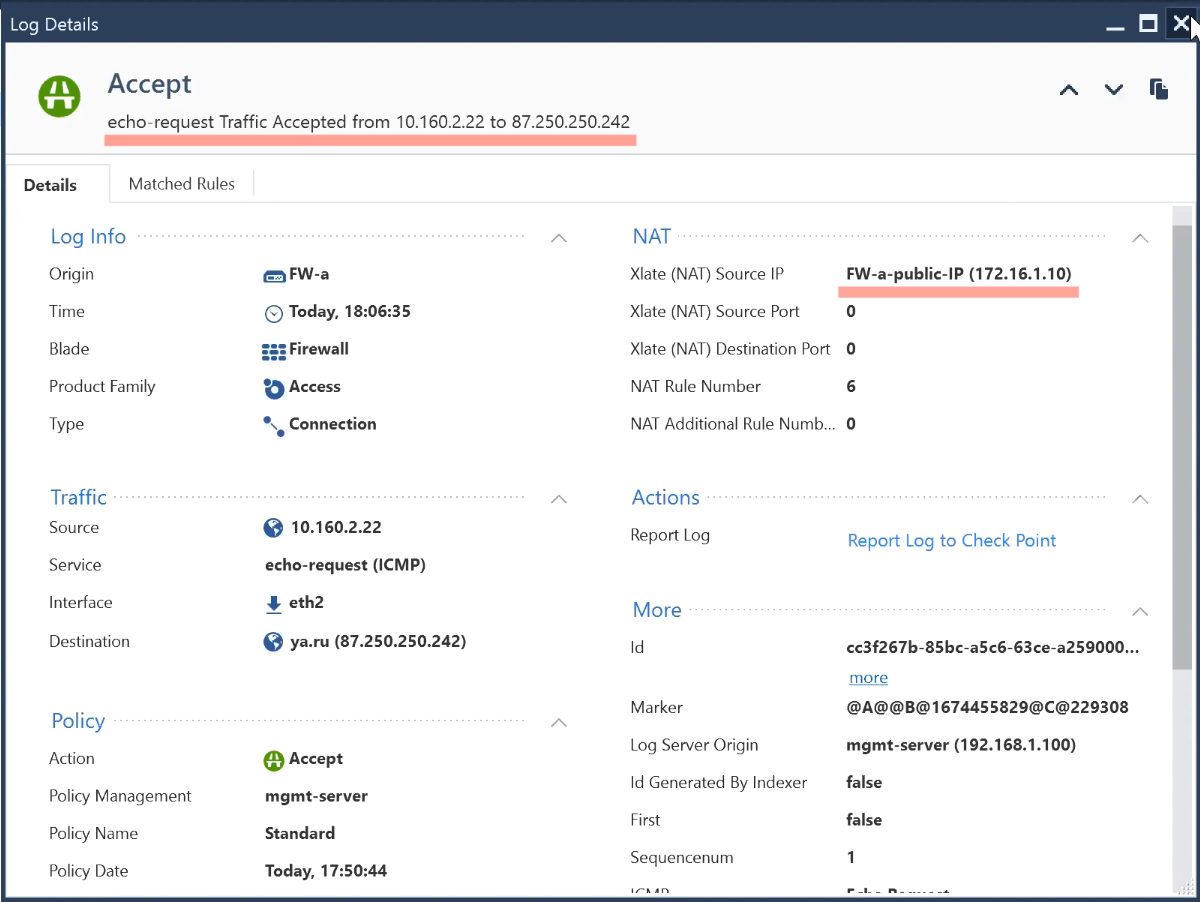 Log Details
Accept
echo-request Traffic Accepted from 10.160.2.22 to 87.250.250.242
Details
Matched Rules
Log Info
Origin FW-a
Time Today, 18:06:35
Blade Firewall
Product Family Access
Type Connection
Traffic
Source 10.160.2.22
Service echo-request (ICMP)
Interface eth2
Destination ya.ru (87.250.250.242)
Policy
Action Accept
Policy Management mgmt-server
Policy Name Standard
Policy Date Today, 17:50:44
NAT
Xlate (NAT) Source IP FW-a-public-IP (172.16.1.10)
Xlate (NAT) Source Port 0
Xlate (NAT) Destination Port 0
NAT Rule Number 6
NAT Additional Rule Numb... 0
Actions
Report Log Report Log to Check Point
More
Id cc3f267b-85bc-a5c6-63ce-a259000...
more
Marker @A@@B@1674455829@C@229308
Log Server Origin mgmt-server (192.168.1.100)
Id Generated By Indexer false
First false
Sequencenum 1
ICMP Echo Request